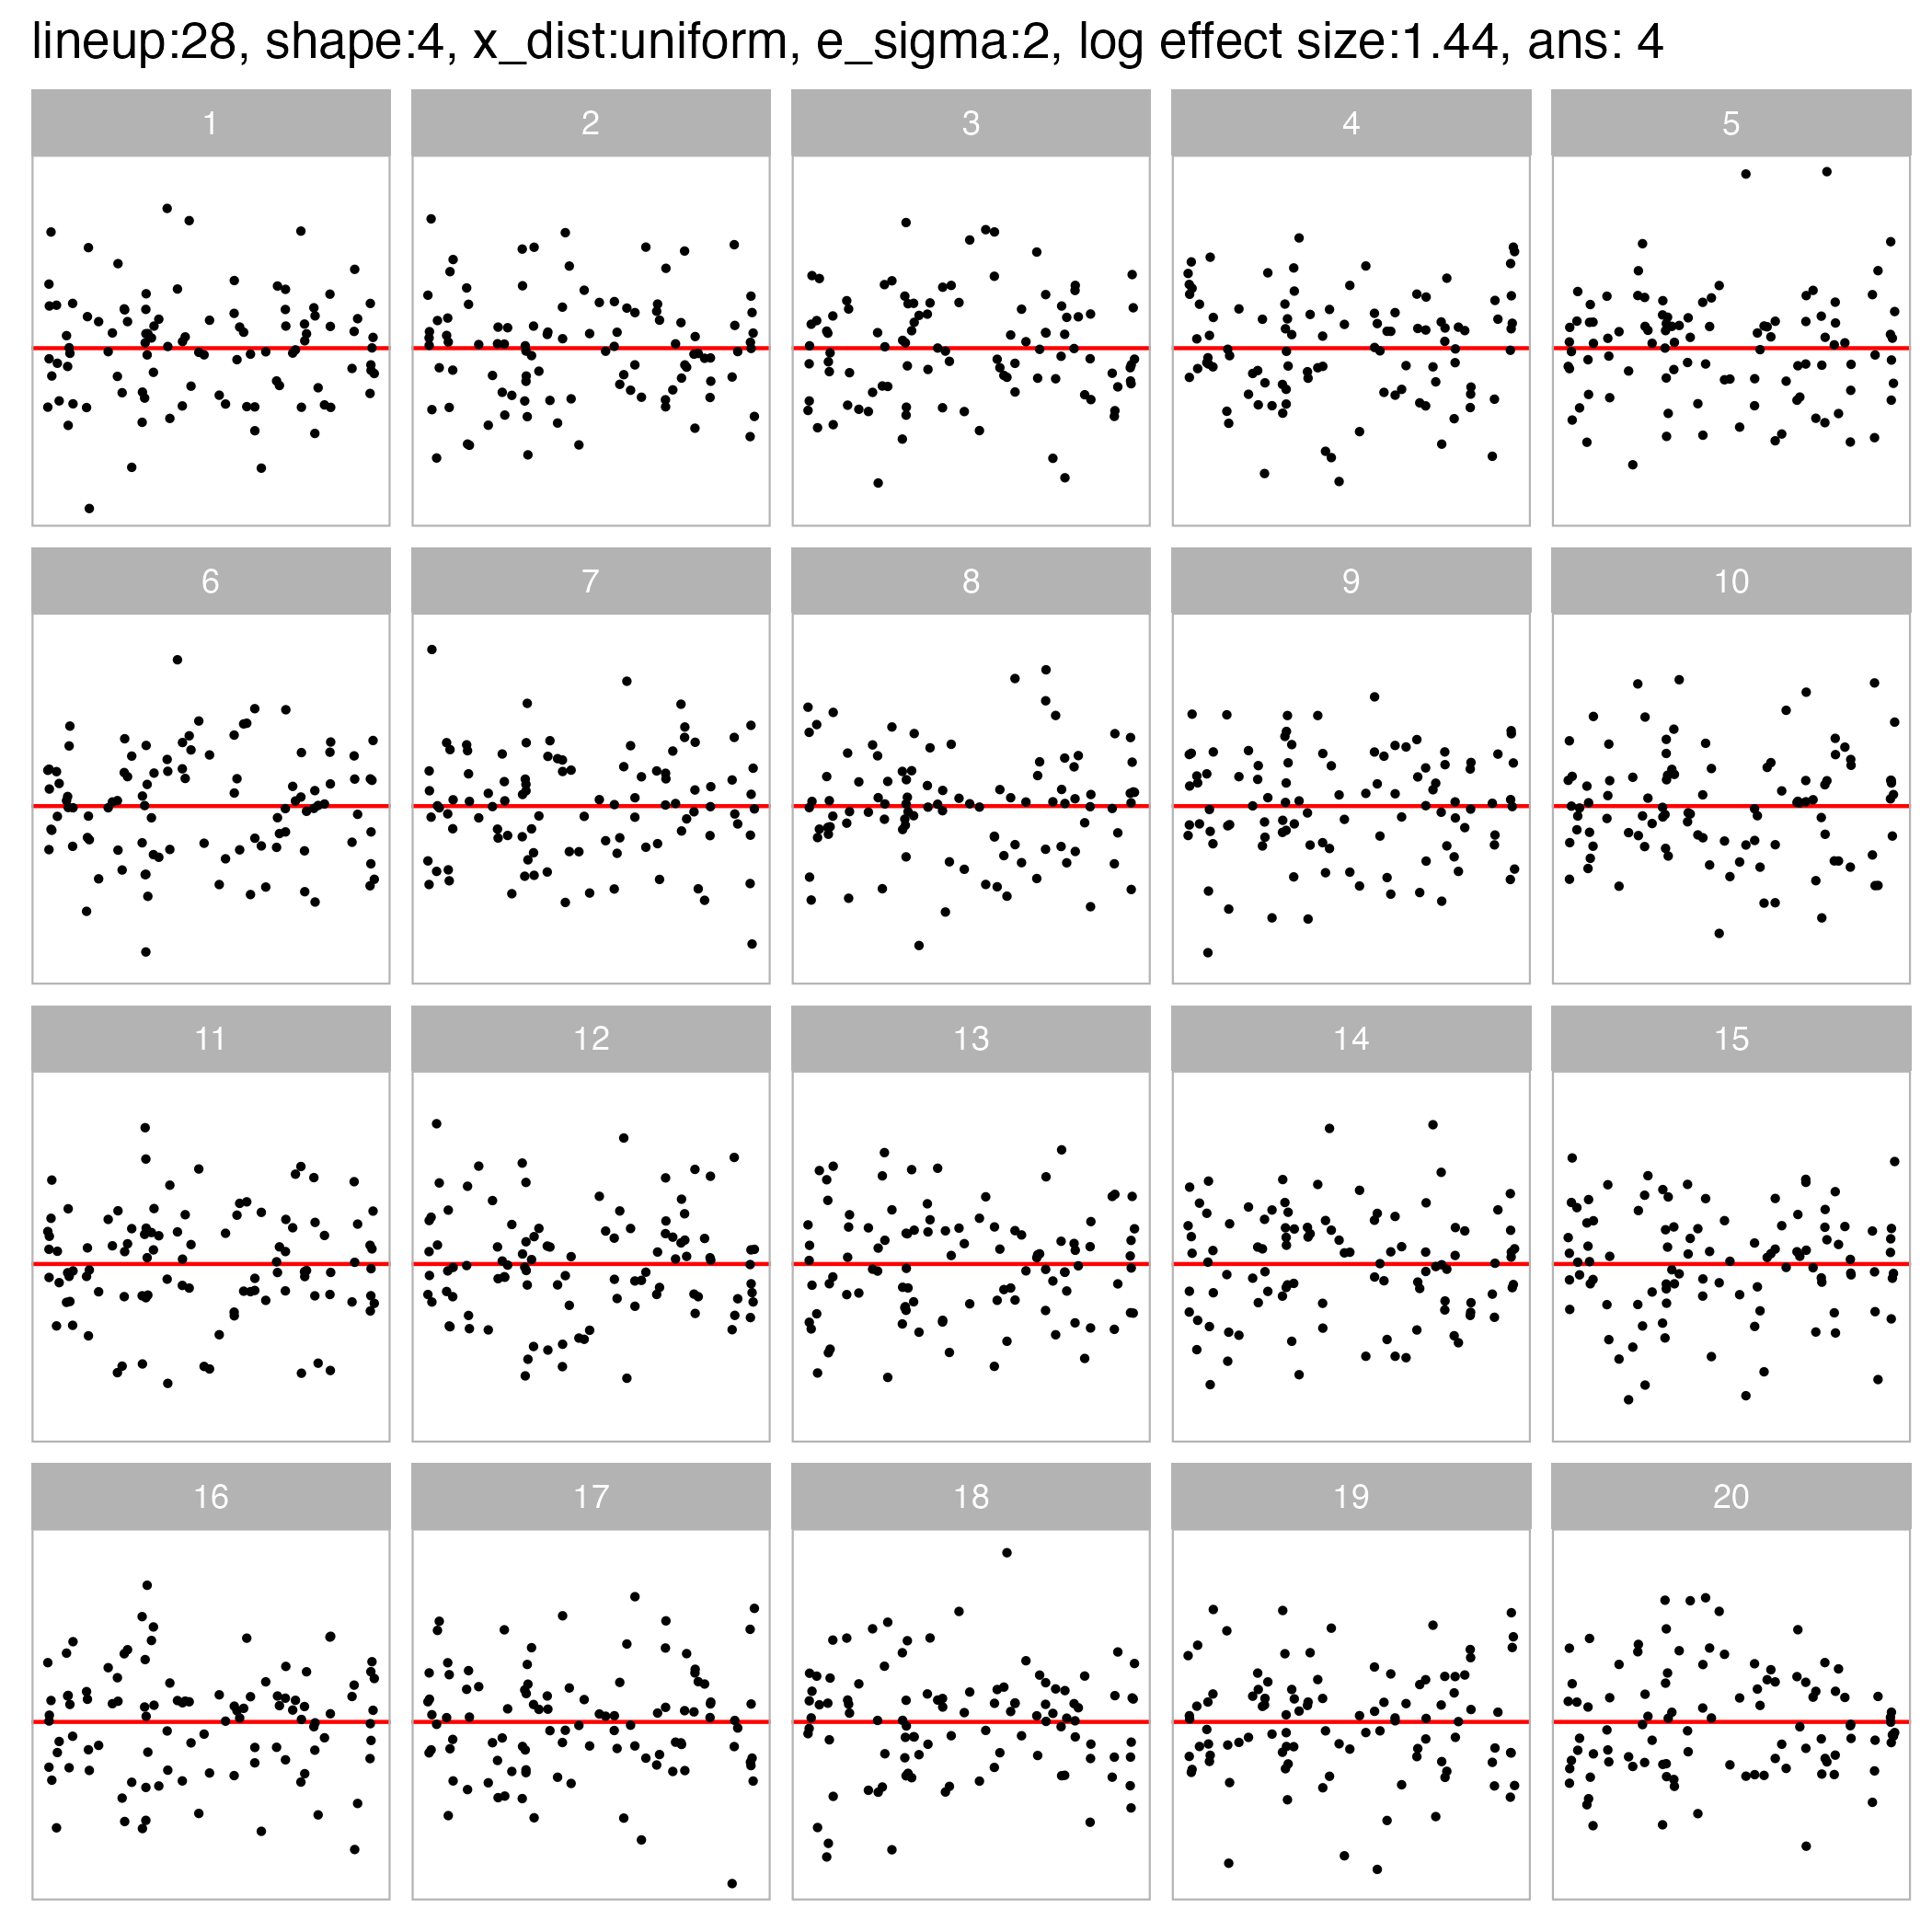 lineup:28, shape:4, x_dist:uniform, e_sigma:2, log effect size:1.44, ans: 4
1 2 3 4 5
6 7 8 9 10
11 12 13 14 15
16 17 18 19 20